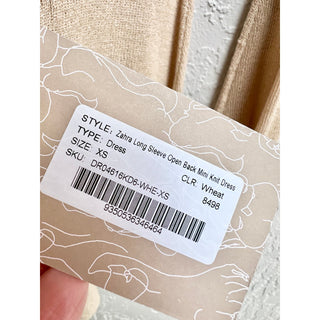 STYLE: Zahra Long Sleeve Open Back Mini Knit Dress
TYPE: Dress CLR: Wheat
SIZE: XS 8498
SKU: DR04616KD6-WHE-XS
9350536346464